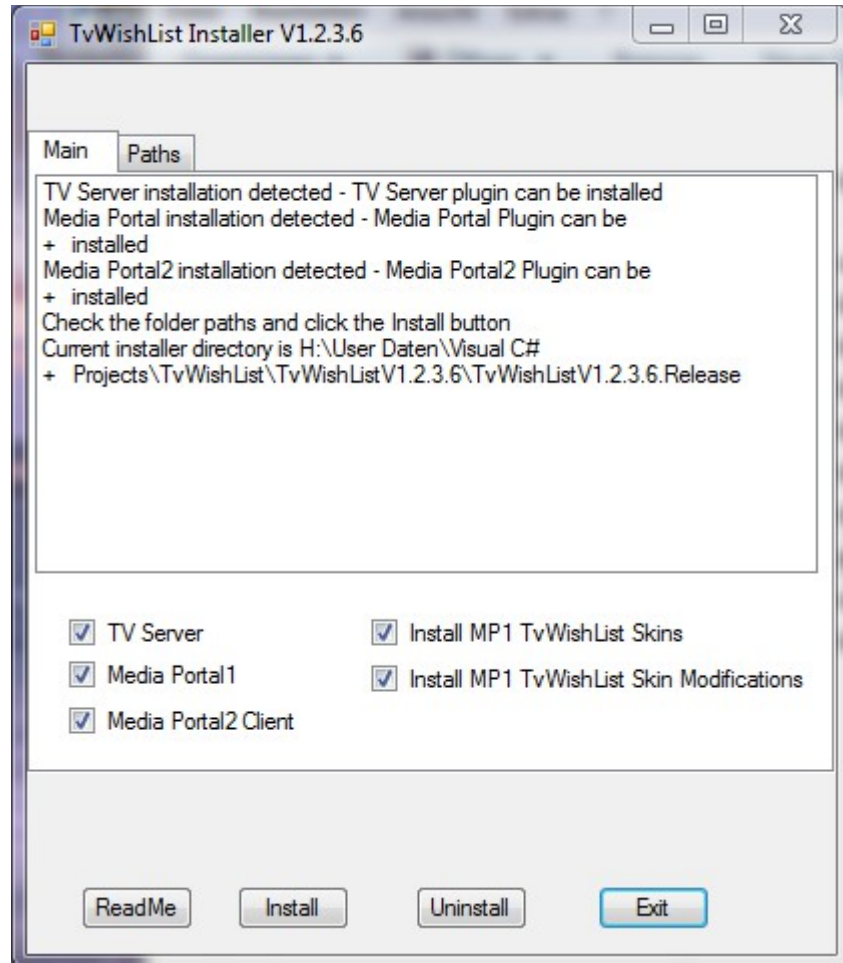 TvWishList Installer V1.2.3.6
Main
Paths
TV Server installation detected - TV Server plugin can be installed
Media Portal installation detected - Media Portal Plugin can be
+ installed
Media Portal2 installation detected - Media Portal2 Plugin can be
+ installed
Check the folder paths and click the Install button
Current installer directory is H:\User Daten\Visual C#
+ Projects\TvWishList\TvWishListV1.2.3.6\TvWishListV1.2.3.6.Release
TV Server
Install MP1 TvWishList Skins
Media Portal1
Install MP1 TvWishList Skin Modifications
Media Portal2 Client
ReadMe
Install
Uninstall
Exit